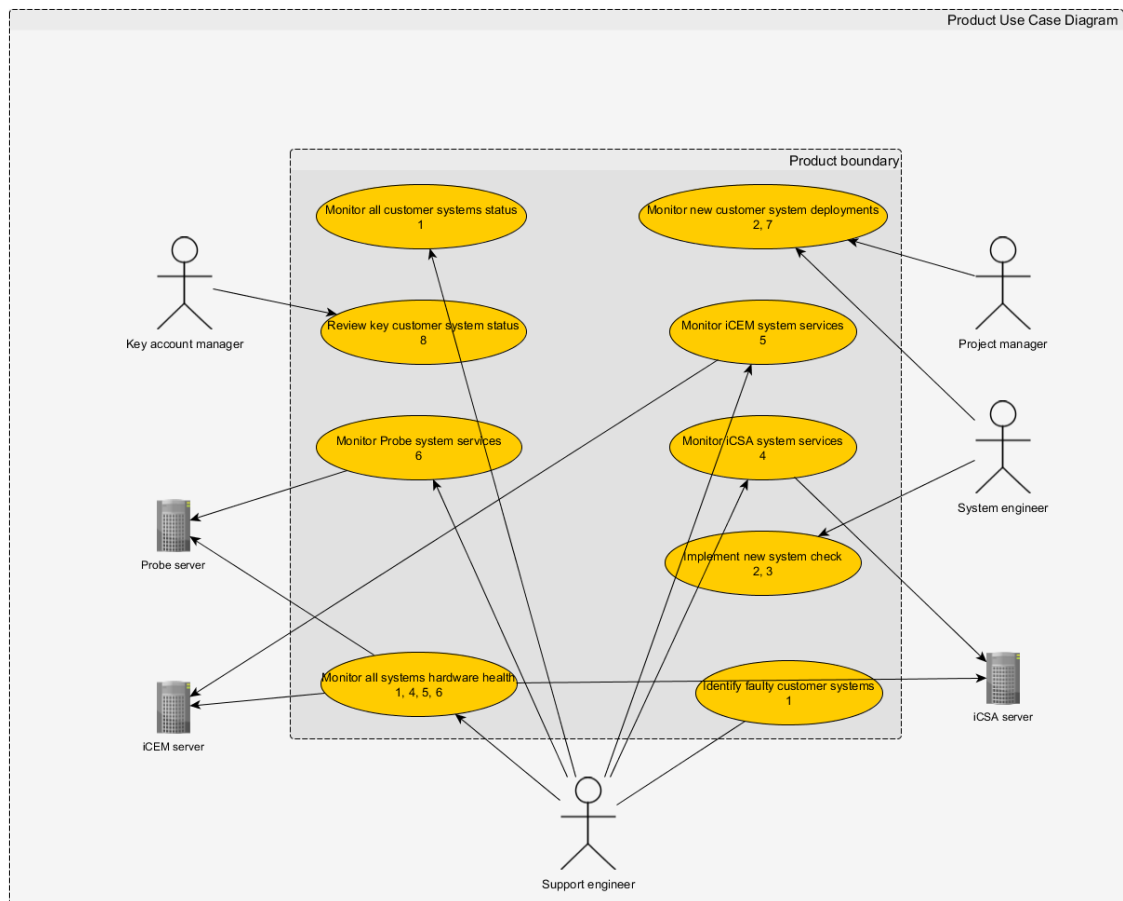 Product Use Case Diagram
Product boundary
Monitor all customer systems status
1
Monitor new customer system deployments
2, 7
Key account manager
Review key customer system status
8
Monitor iCEM system services
5
Project manager
Monitor Probe system services
6
Monitor iCSA system services
4
System engineer
Probe server
Implement new system check
2, 3
Monitor all systems hardware health
1, 4, 5, 6
Identify faulty customer systems
1
iCEM server
iCSA server
Support engineer